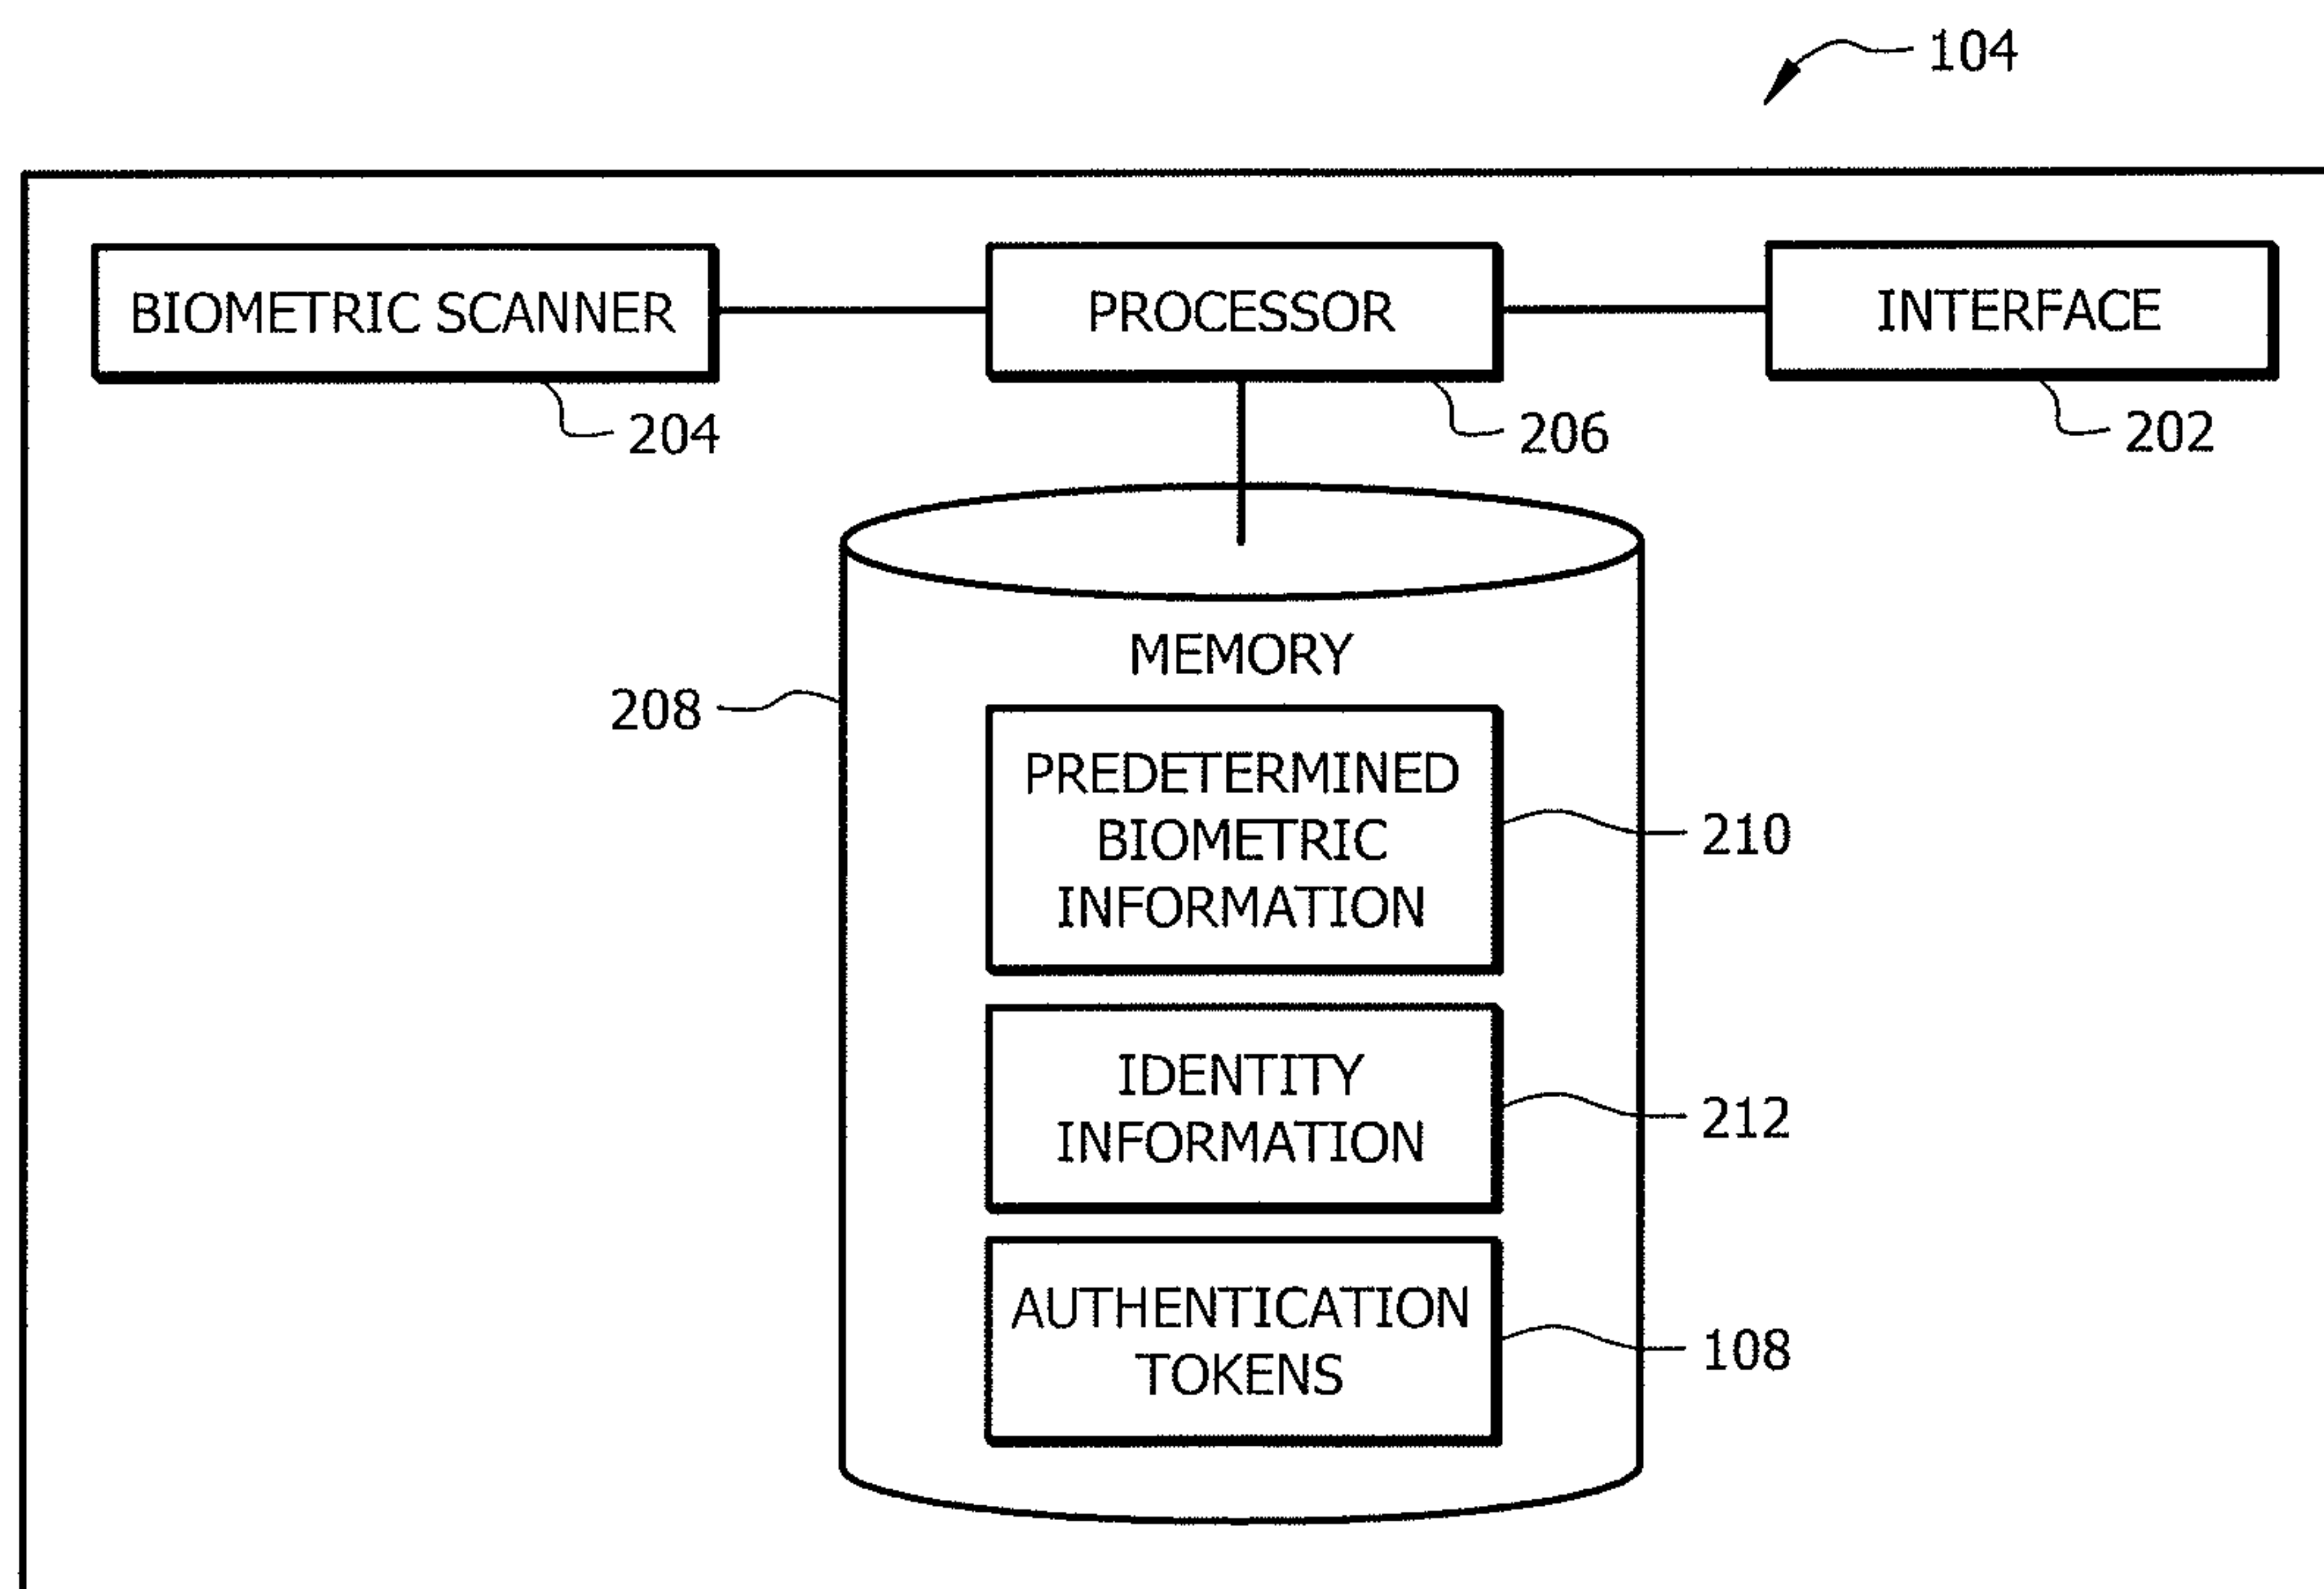 104
BIOMETRIC SCANNER
PROCESSOR
INTERFACE
204
206
202
MEMORY
208
PREDETERMINED
BIOMETRIC
INFORMATION
210
IDENTITY
INFORMATION
212
AUTHENTICATION
TOKENS
108